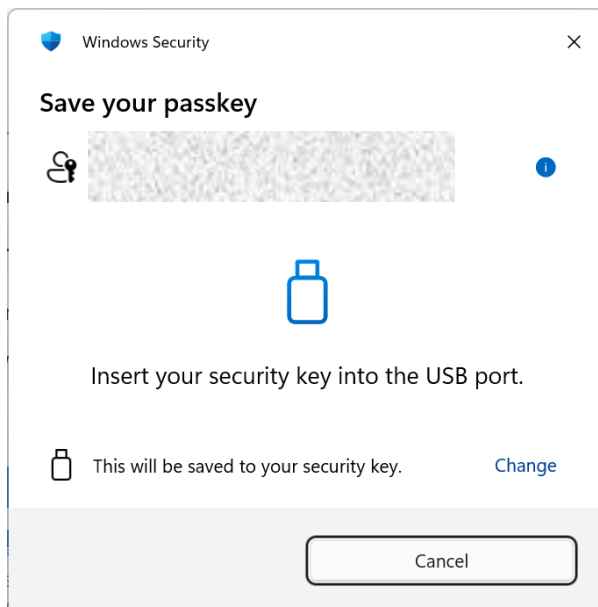 Windows Security
Save your passkey
Insert your security key into the USB port.
This will be saved to your security key. Change
Cancel